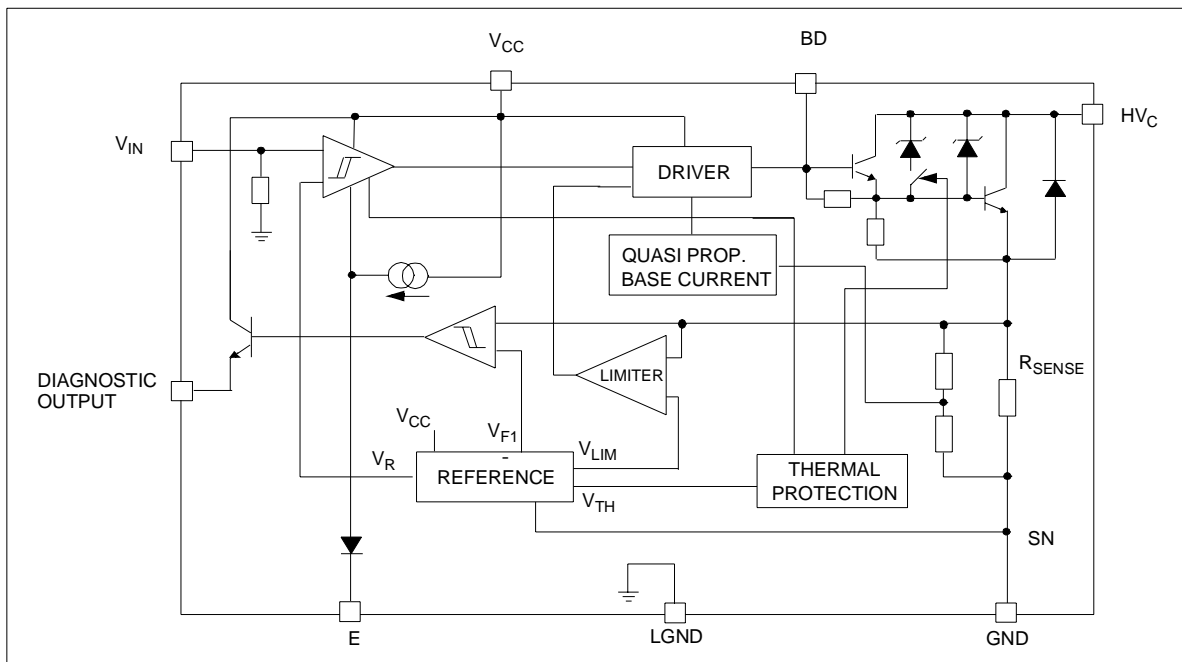 VCC
BD
HVC
VIN
DRIVER
QUASI PROP.
BASE CURRENT
DIAGNOSTIC
OUTPUT
LIMITER
RSENSE
VCC
VF1
VLIM
VR
-
REFERENCE
VTH
THERMAL
PROTECTION
SN
E
LGND
GND